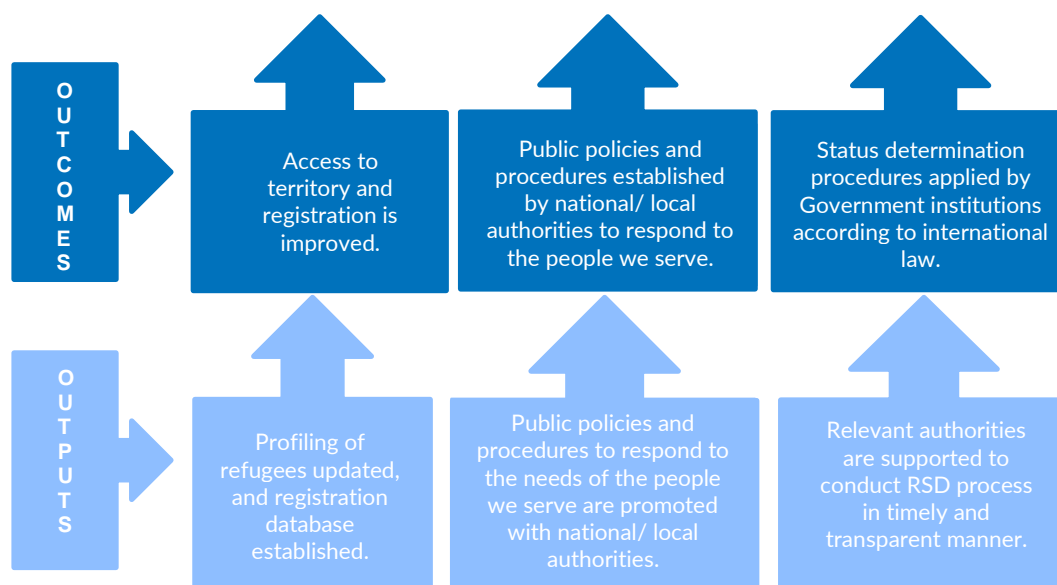 OUTCOMES
Access to
territory and
registration is
improved.
Public policies and
procedures established
by national/ local
authorities to respond to
the people we serve.
Status determination
procedures applied by
Government institutions
according to international
law.
OUTPUTS
Profiling of
refugees updated,
and registration
database
established.
Public policies and
procedures to respond to
the needs of the people
we serve are promoted
with national/ local
authorities.
Relevant authorities
are supported to
conduct RSD process
in timely and
transparent manner.